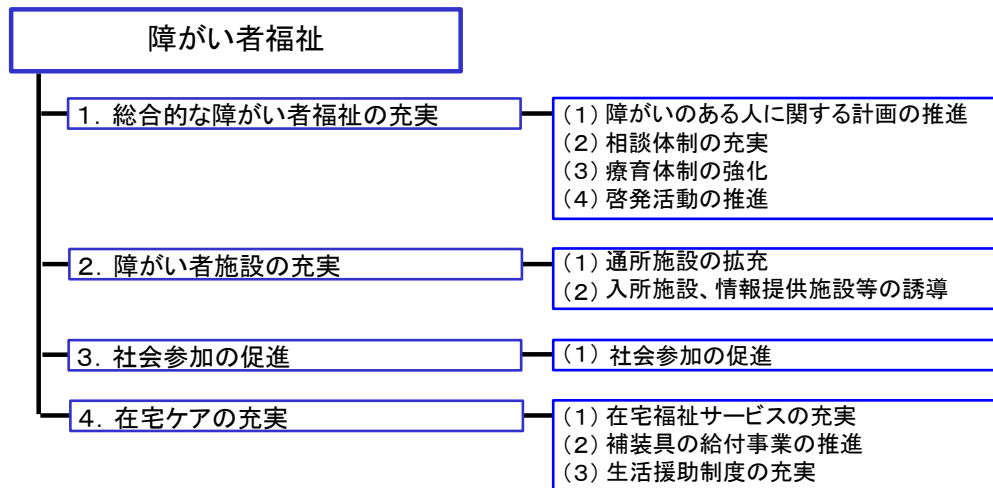 障がい者福祉
1．総合的な障がい者福祉の充実
（1）障がいのある人に関する計画の推進
（2）相談体制の充実
（3）療育体制の強化
（4）啓発活動の推進
2．障がい者施設の充実
（1）通所施設の拡充
（2）入所施設、情報提供施設等の誘導
3．社会参加の促進
（1）社会参加の促進
4．在宅ケアの充実
（1）在宅福祉サービスの充実
（2）補装具の給付事業の推進
（3）生活援助制度の充実